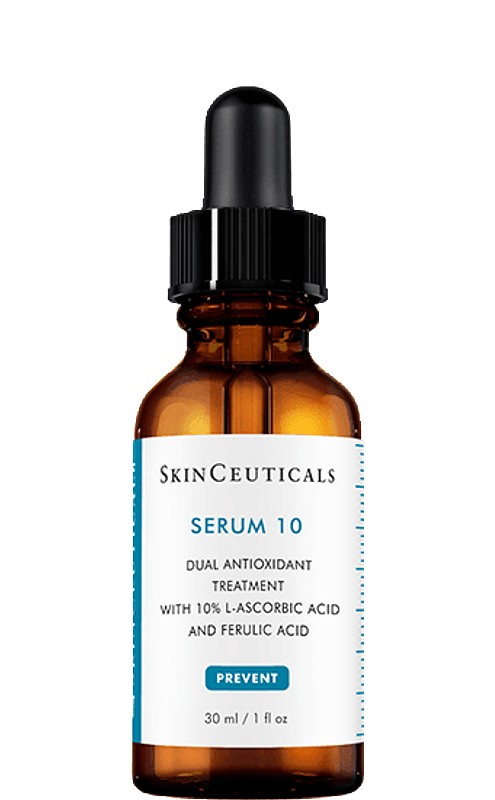 SKINCEUTICALS
SERUM 10
DUAL ANTIOXIDANT
TREATMENT
WITH 10% L-ASCORBIC ACID
AND FERULIC ACID
PREVENT
30 ml / 1 fl oz